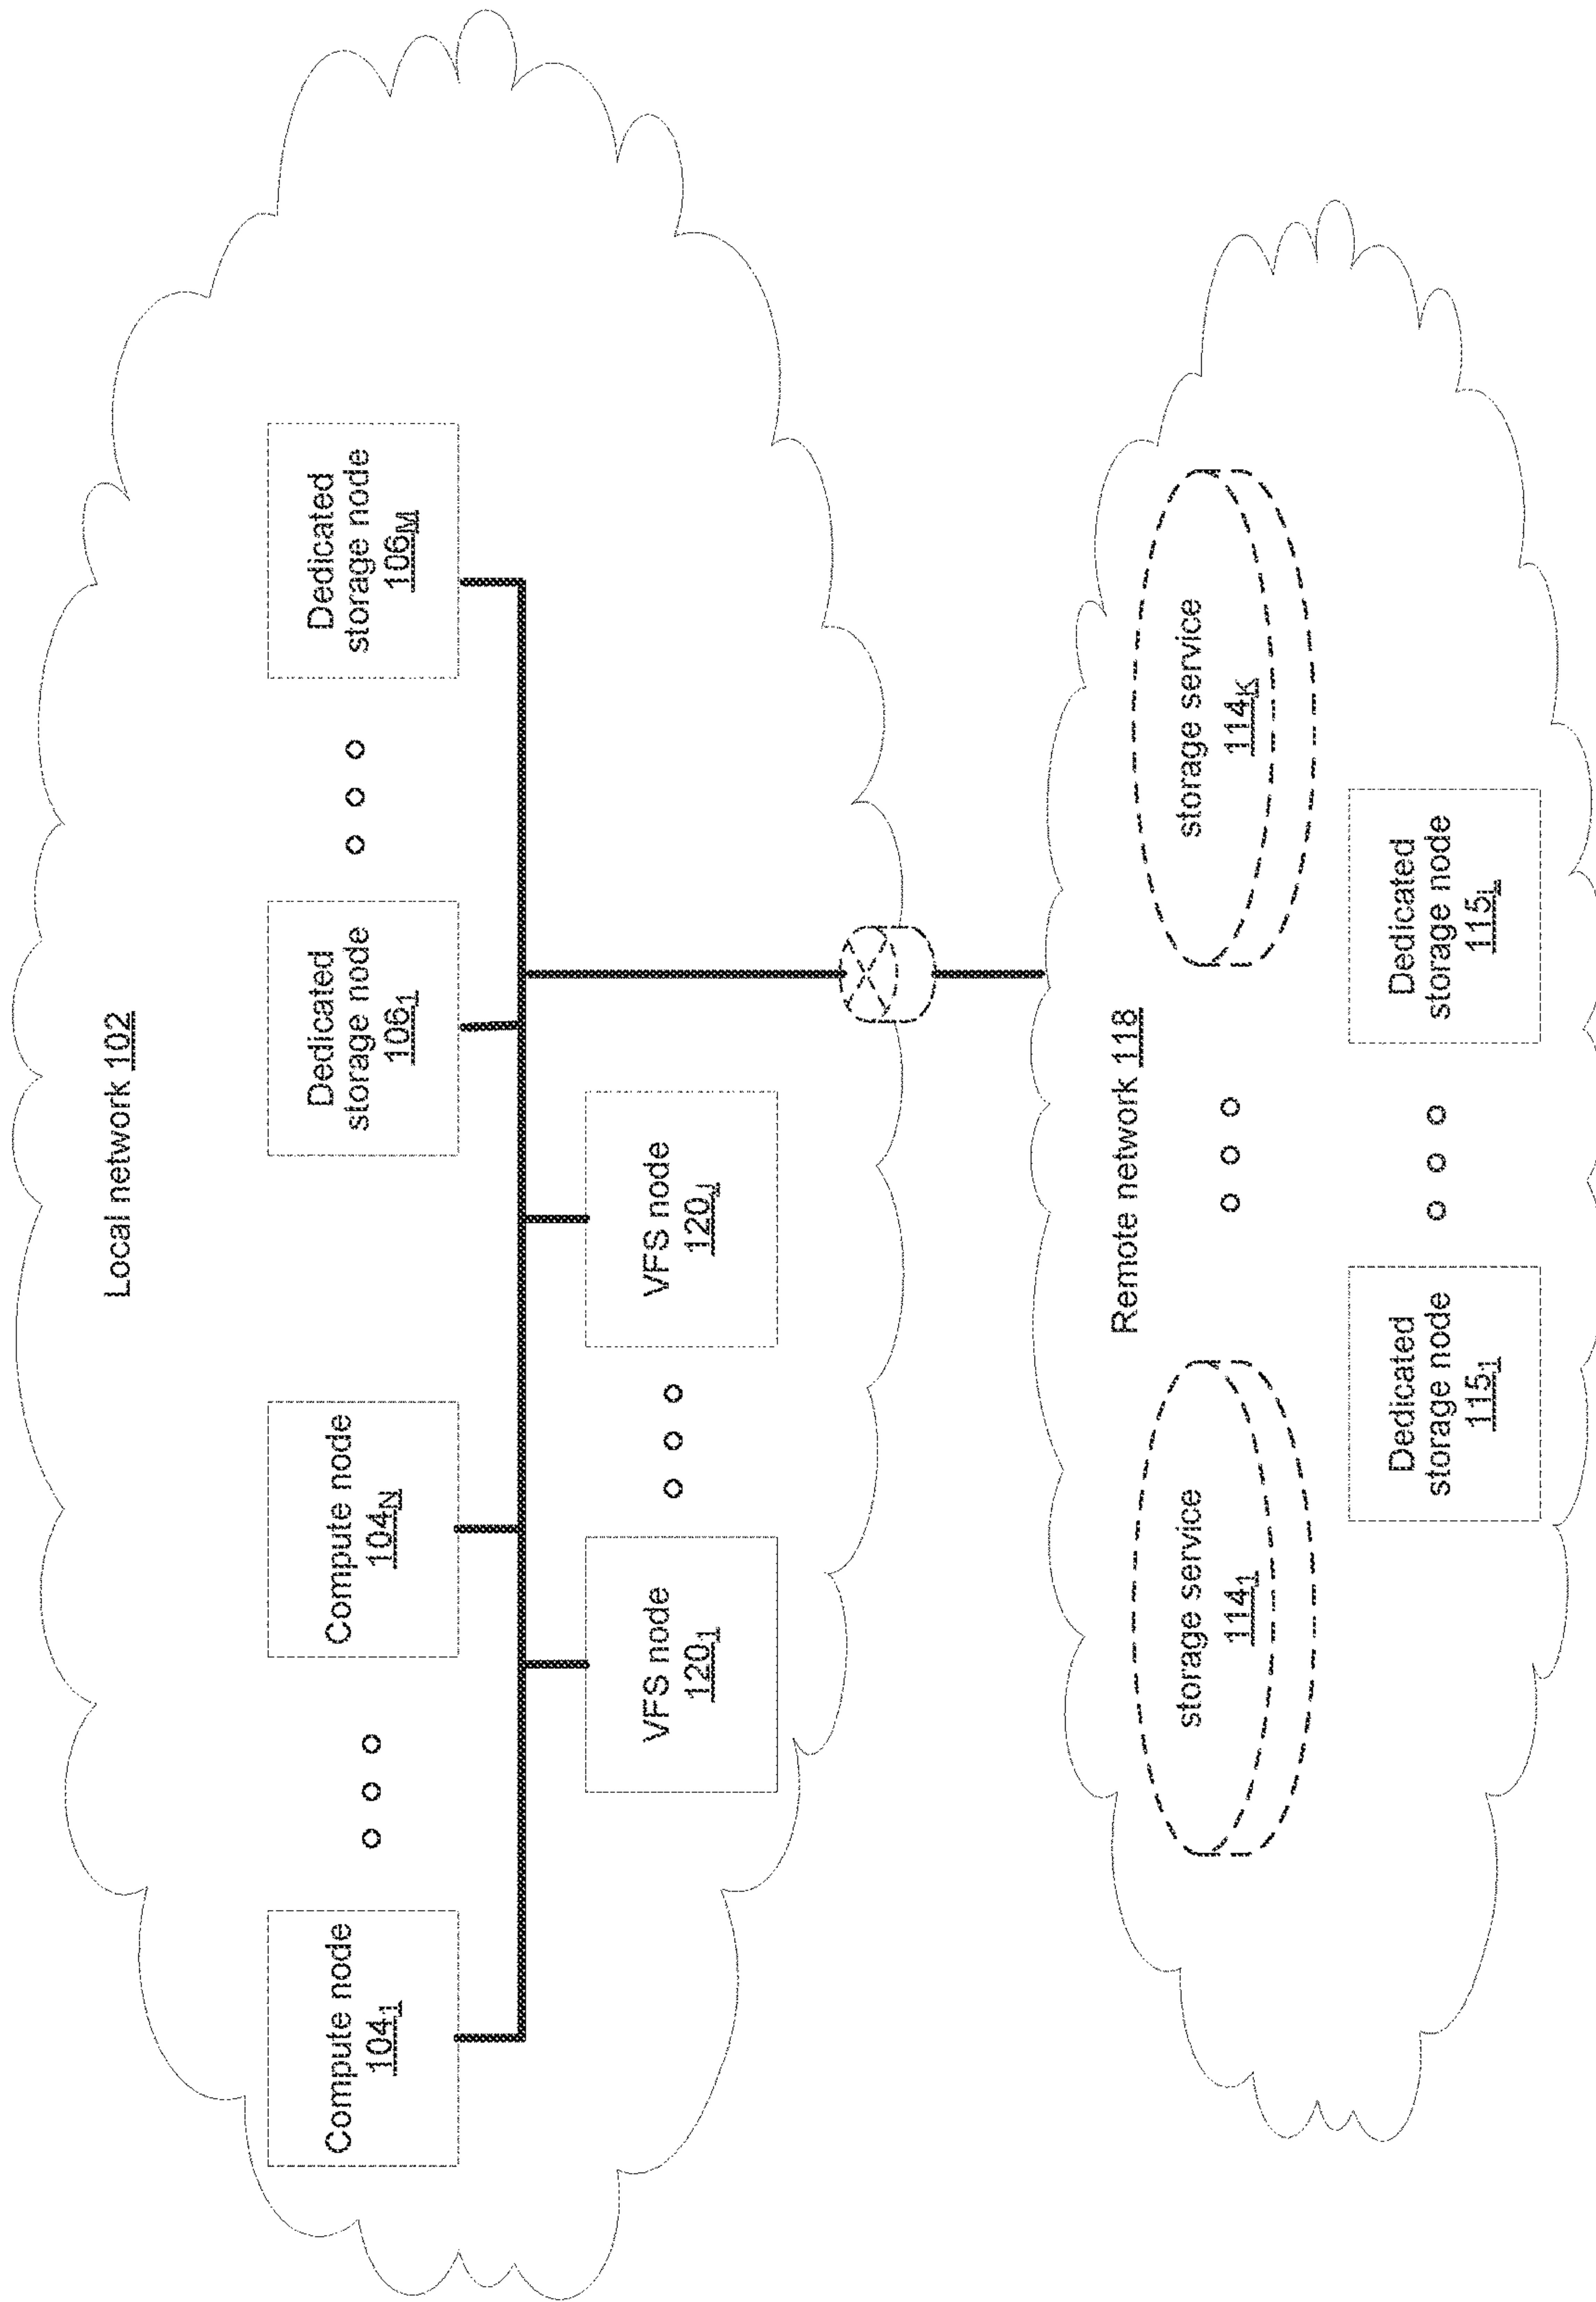 Local network 102
Compute node
104₁
Compute node
104N
Dedicated
storage node
106₁
Dedicated
storage node
106M
VFS node
120₁
VFS node
120J
Remote network 118
storage service
114₁
storage service
114K
Dedicated
storage node
115₁
Dedicated
storage node
115L